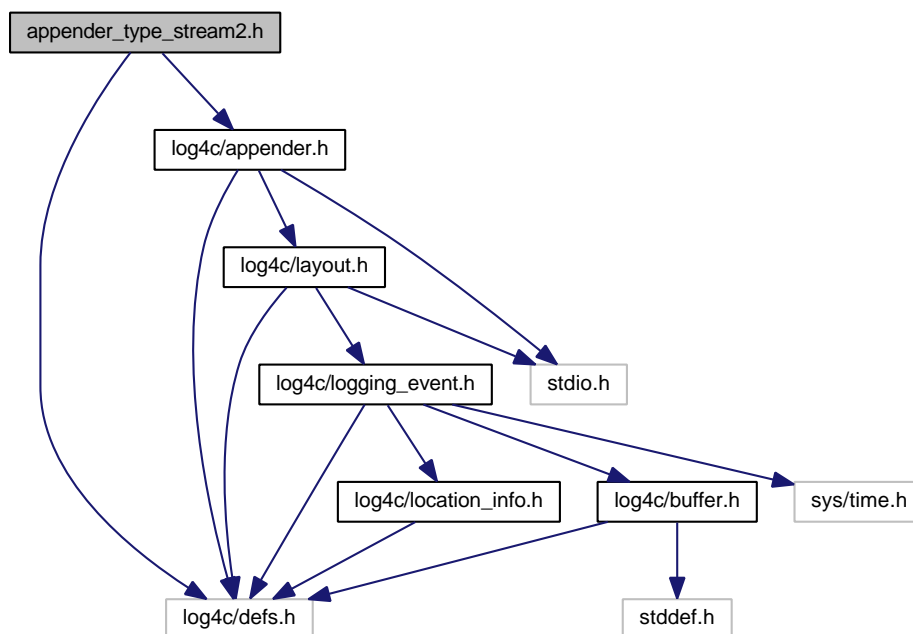 appender_type_stream2.h
log4c/appender.h
log4c/layout.h
log4c/logging_event.h
stdio.h
log4c/location_info.h
log4c/buffer.h
sys/time.h
log4c/defs.h
stddef.h